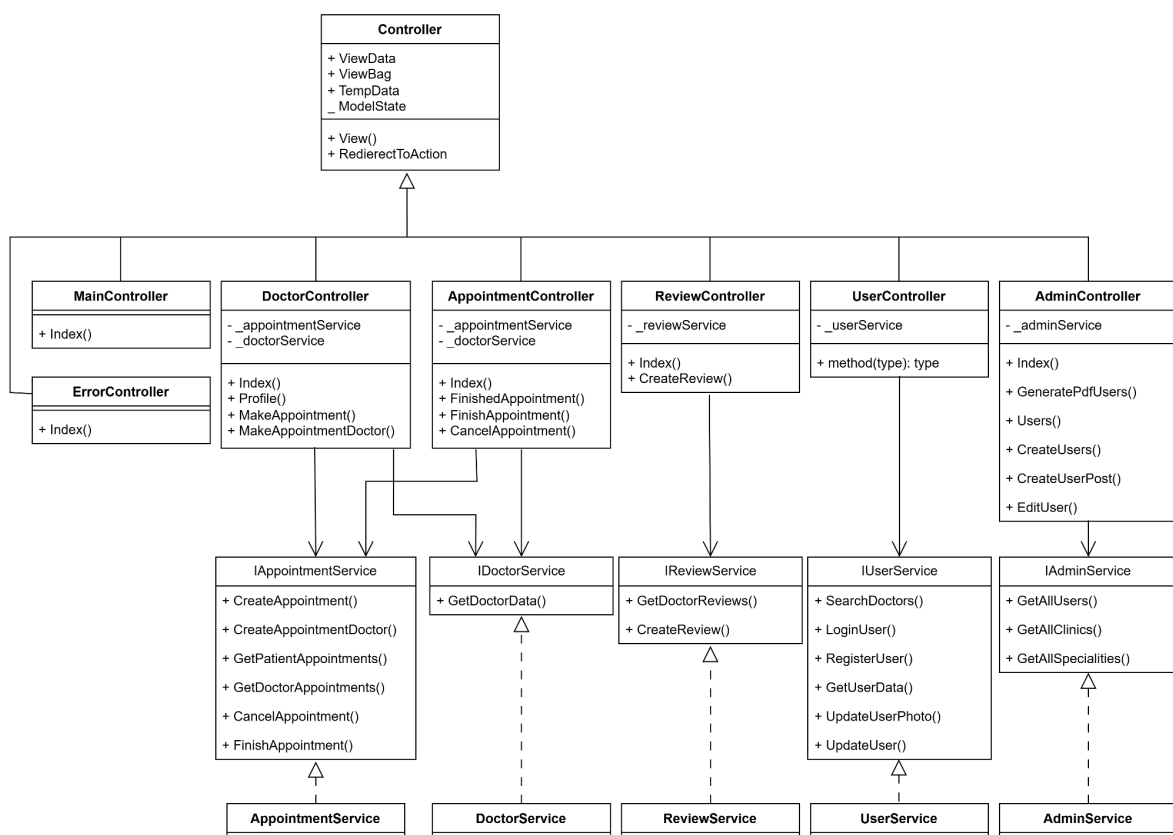 Controller
+ ViewData
+ ViewBag
+ TempData
_ ModelState
+ View()
+ RedierectToAction
MainController
+ Index()
ErrorController
+ Index()
DoctorController
- _appointmentService
- _doctorService
+ Index()
+ Profile()
+ MakeAppointment()
+ MakeAppointmentDoctor()
AppointmentController
- _appointmentService
- _doctorService
+ Index()
+ FinishedAppointment()
+ FinishAppointment()
+ CancelAppointment()
ReviewController
- _reviewService
+ Index()
+ CreateReview()
UserController
- _userService
+ method(type): type
AdminController
- _adminService
+ Index()
+ GeneratePdfUsers()
+ Users()
+ CreateUsers()
+ CreateUserPost()
+ EditUser()
IAppointmentService
+ CreateAppointment()
+ CreateAppointmentDoctor()
+ GetPatientAppointments()
+ GetDoctorAppointments()
+ CancelAppointment()
+ FinishAppointment()
IDoctorService
+ GetDoctorData()
IReviewService
+ GetDoctorReviews()
+ CreateReview()
IUserService
+ SearchDoctors()
+ LoginUser()
+ RegisterUser()
+ GetUserData()
+ UpdateUserPhoto()
+ UpdateUser()
IAdminService
+ GetAllUsers()
+ GetAllClinics()
+ GetAllSpecialities()
AppointmentService
DoctorService
ReviewService
UserService
AdminService